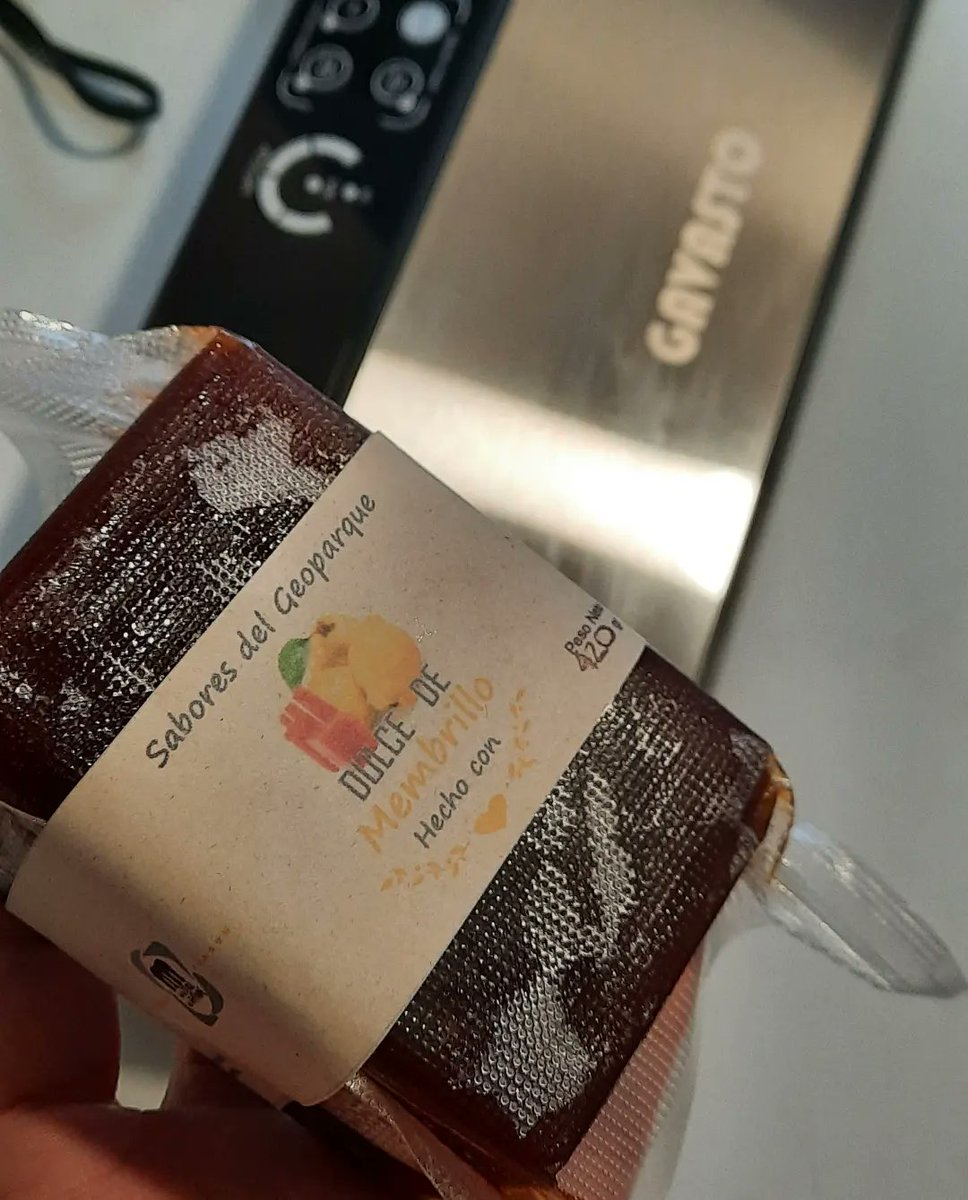 GAVASTO
Sabores del Geoparque
DULCE DE
Membrillo
Hecho con
Peso Neto
420 g